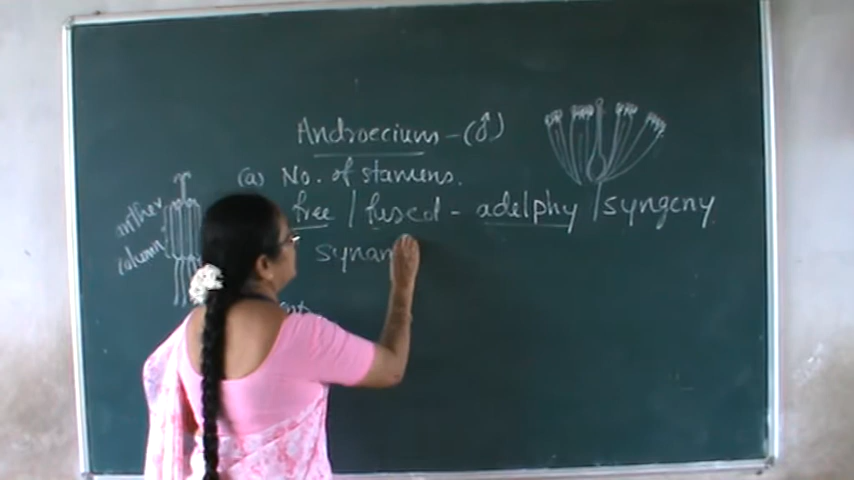 Androecium - (♂)
(a) No. of stamens.
free / fused - adelphy / syngeny
synan
anther
column